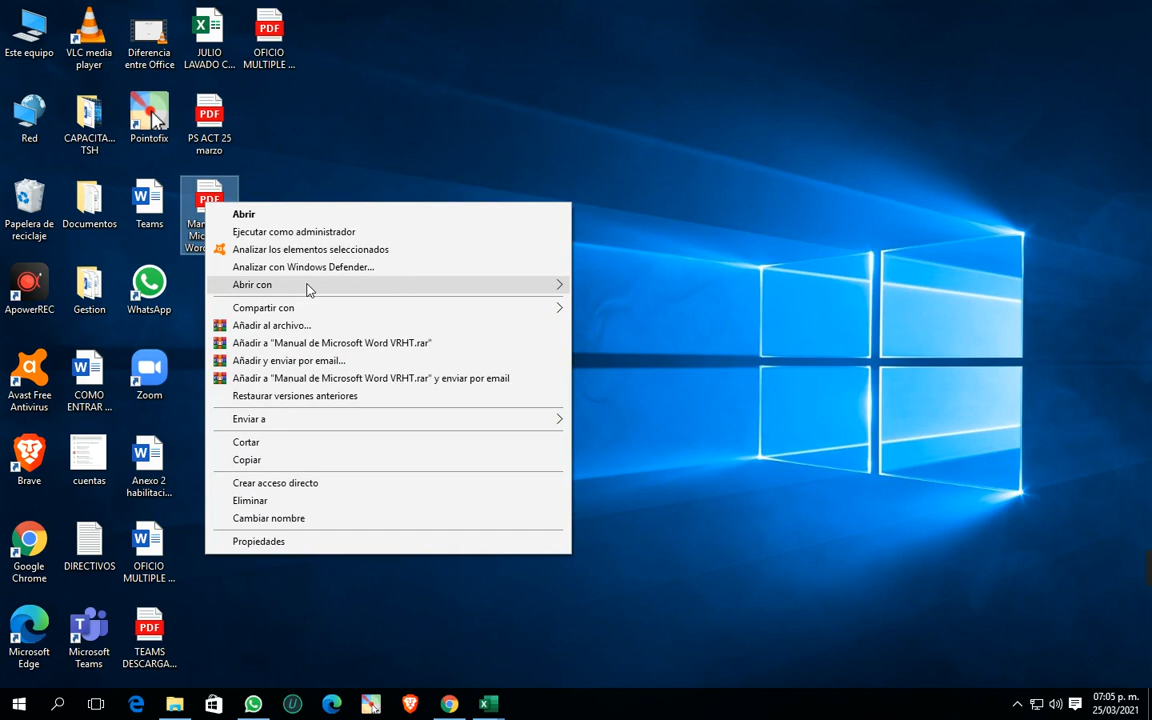 Este equipo
VLC media
player
Diferencia
entre Office
JULIO
LAVADO C...
PDF
OFICIO
MULTIPLE ...
Red
CAPACITA...
TSH
Pointofix
PDF
PS ACT 25
marzo
Papelera de
reciclaje
Documentos
Teams
PDF
Abrir
Ejecutar como administrador
Analizar los elementos seleccionados
Analizar con Windows Defender...
Abrir con
Compartir con
Añadir al archivo...
Añadir a "Manual de Microsoft Word VRHT.rar"
Añadir y enviar por email...
Añadir a "Manual de Microsoft Word VRHT.rar" y enviar por email
Restaurar versiones anteriores
Enviar a
Cortar
Copiar
Crear acceso directo
Eliminar
Cambiar nombre
Propiedades
ApowerREC
Gestion
WhatsApp
Avast Free
Antivirus
COMO
ENTRAR ...
Zoom
Brave
cuentas
Anexo 2
habilitaci...
Google
Chrome
DIRECTIVOS
OFICIO
MULTIPLE ...
Microsoft
Edge
Microsoft
Teams
PDF
TEAMS
DESCARGA...
07:05 p. m.
25/03/2021